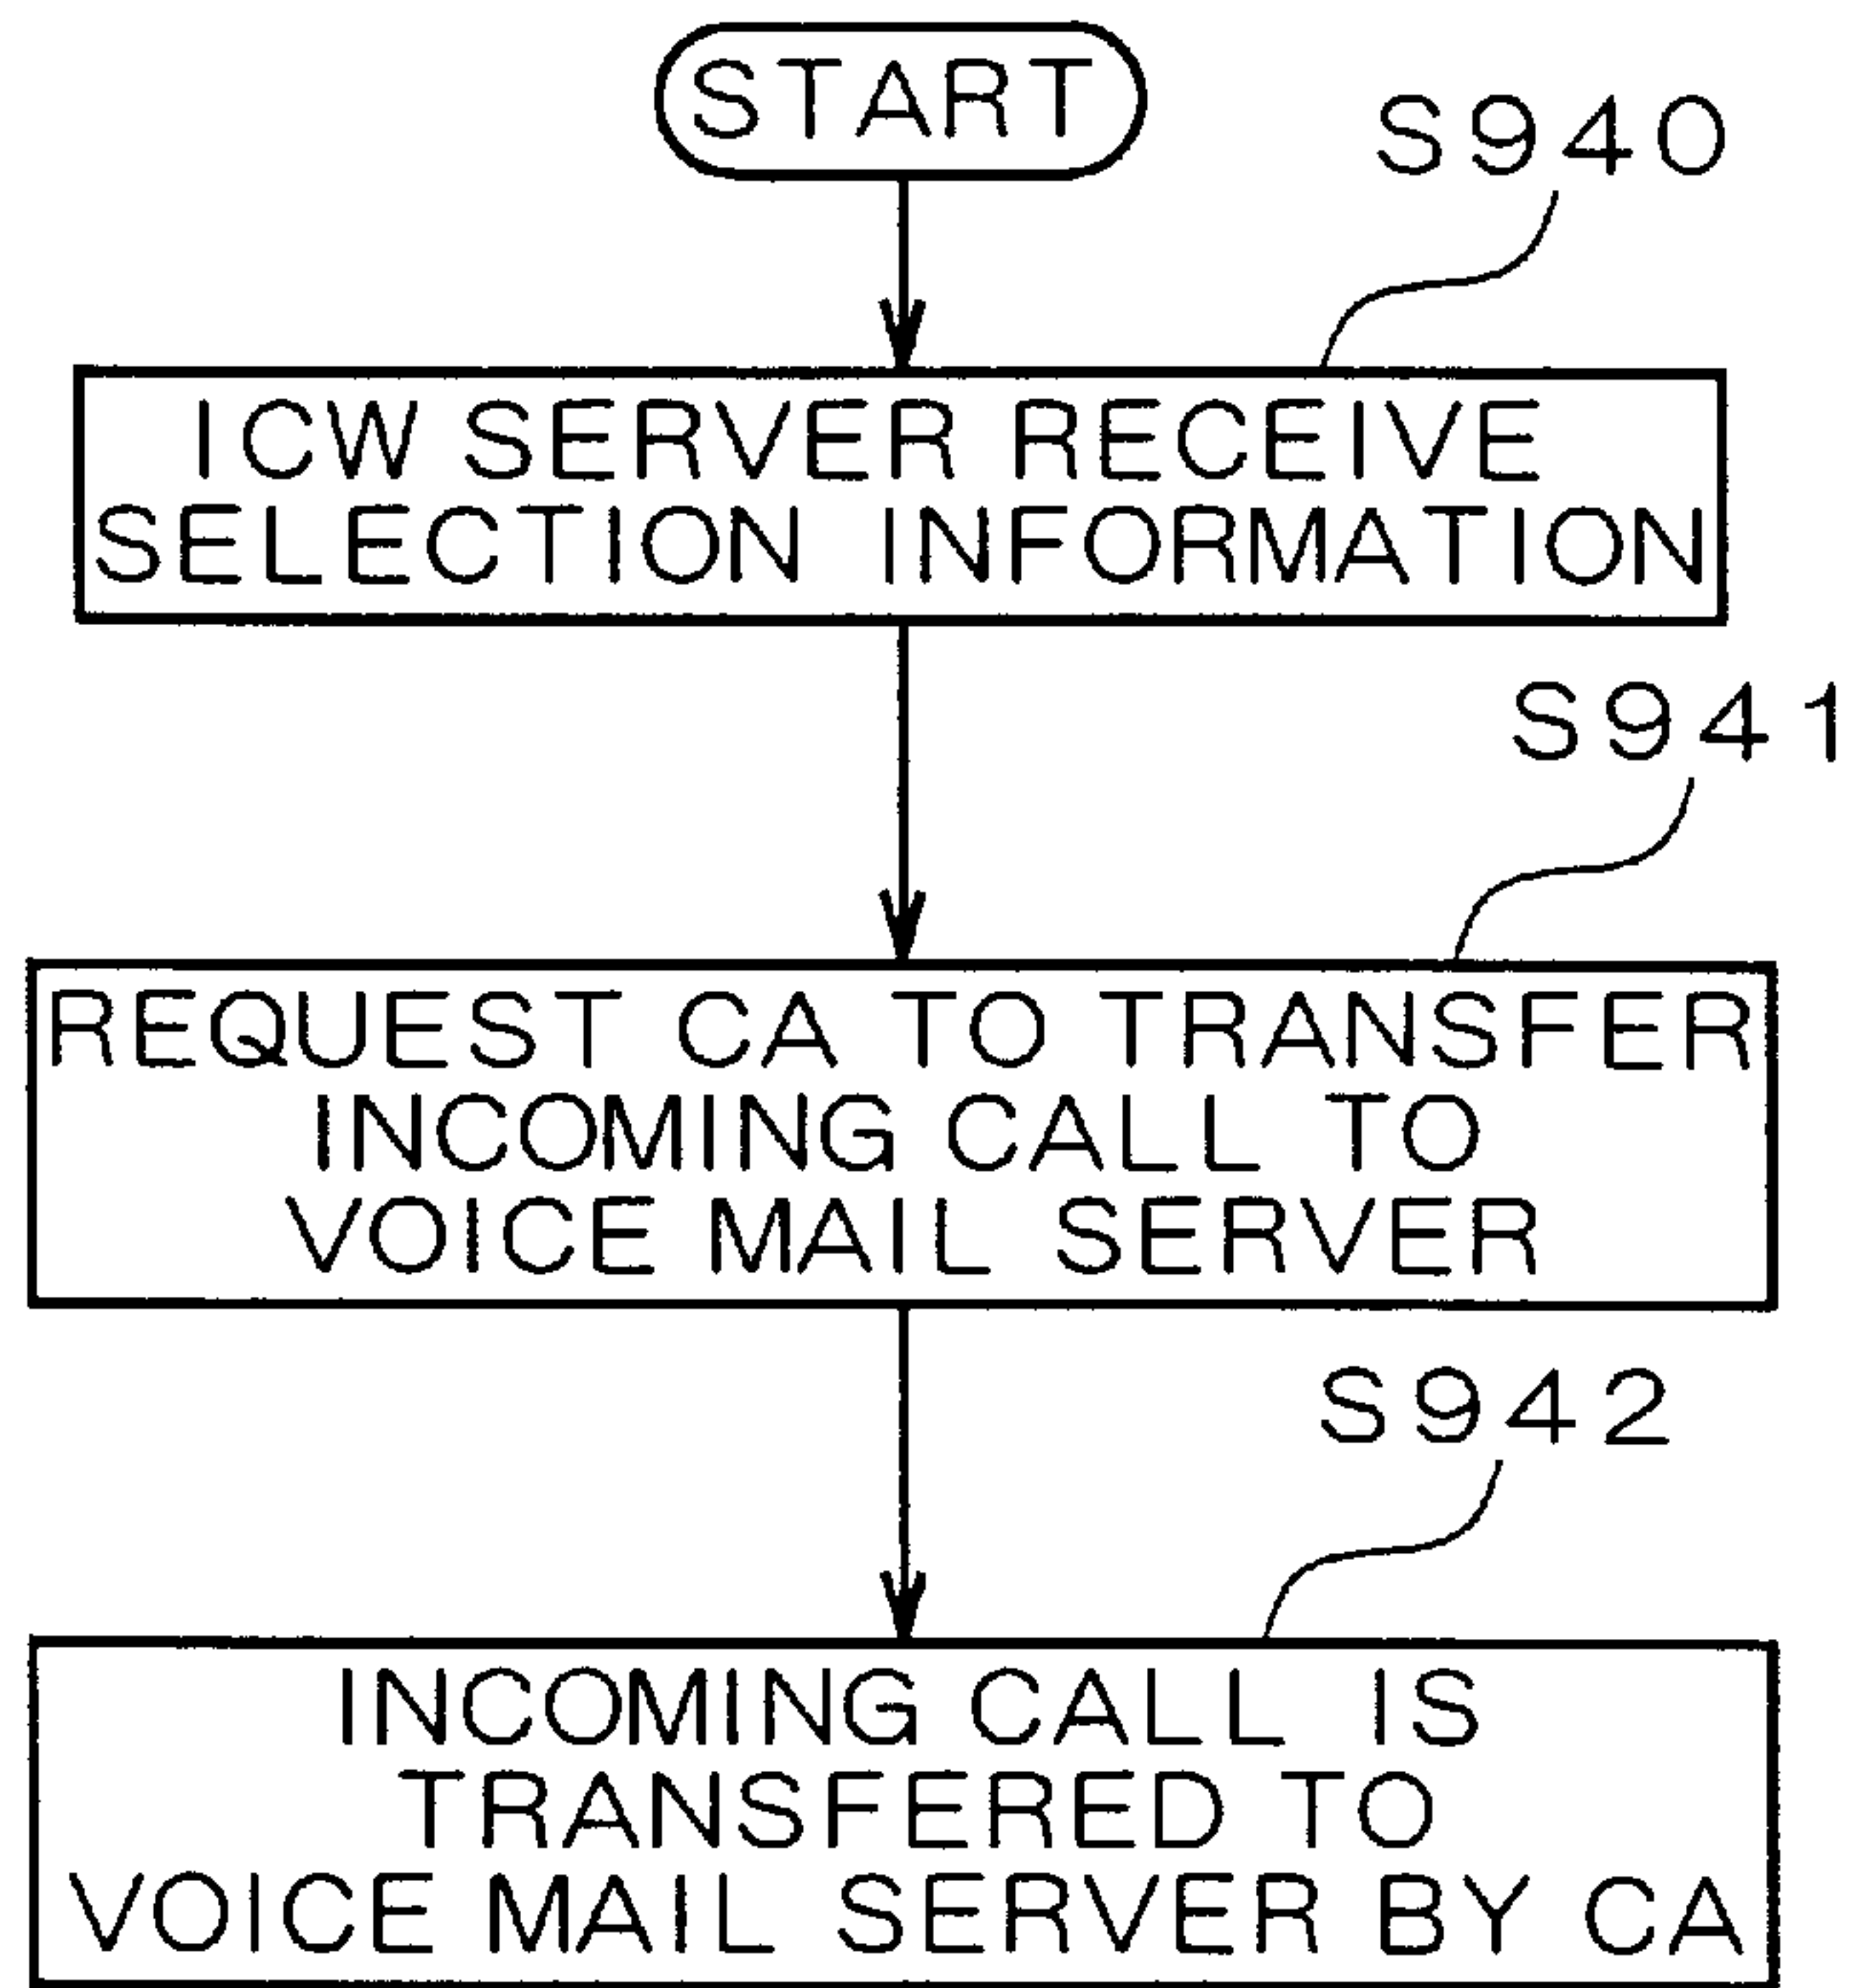 START
S940
ICW SERVER RECEIVE
SELECTION INFORMATION
S941
REQUEST CA TO TRANSFER
INCOMING CALL TO
VOICE MAIL SERVER
S942
INCOMING CALL IS
TRANSFERED TO
VOICE MAIL SERVER BY CA